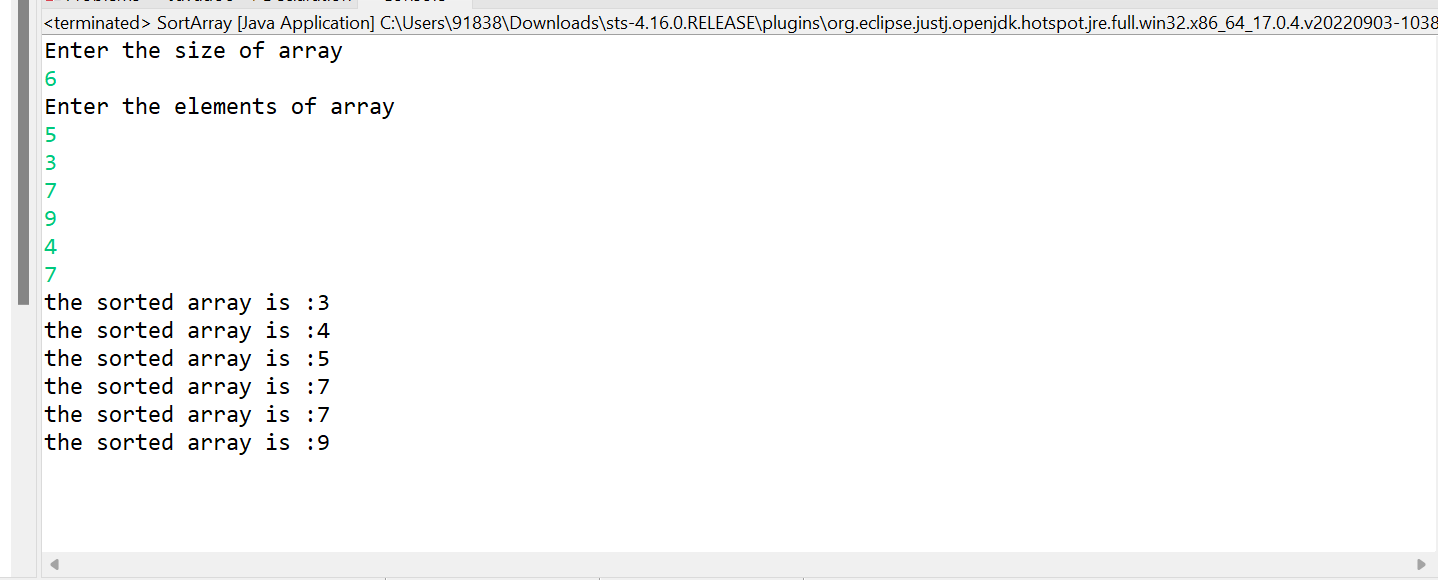 <terminated> SortArray [Java Application] C:\Users\91838\Downloads\sts-4.16.0.RELEASE\plugins\org.eclipse.justj.openjdk.hotspot.jre.full.win32.x86_64_17.0.4.v20220903-1038
Enter the size of array
6
Enter the elements of array
5
3
7
9
4
7
the sorted array is :3
the sorted array is :4
the sorted array is :5
the sorted array is :7
the sorted array is :7
the sorted array is :9